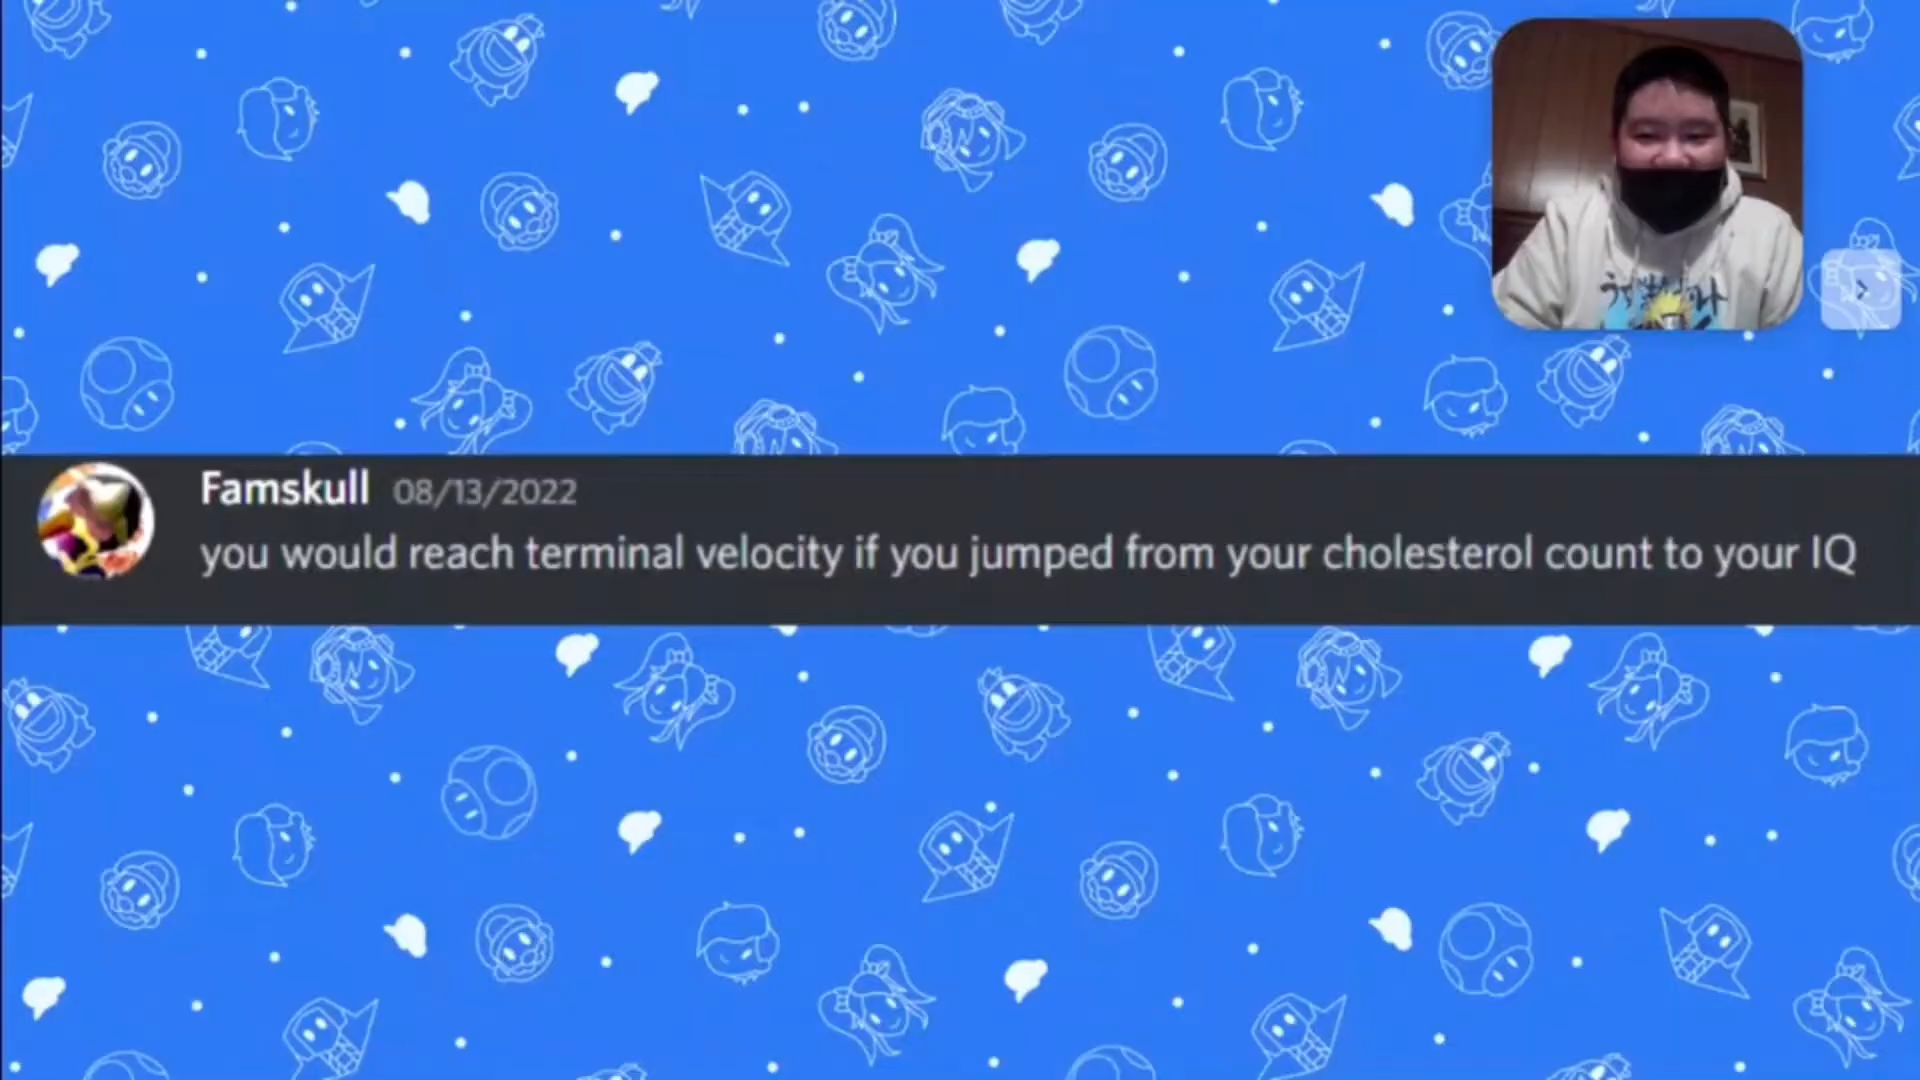 Famskull 08/13/2022
you would reach terminal velocity if you jumped from your cholesterol count to your IQ